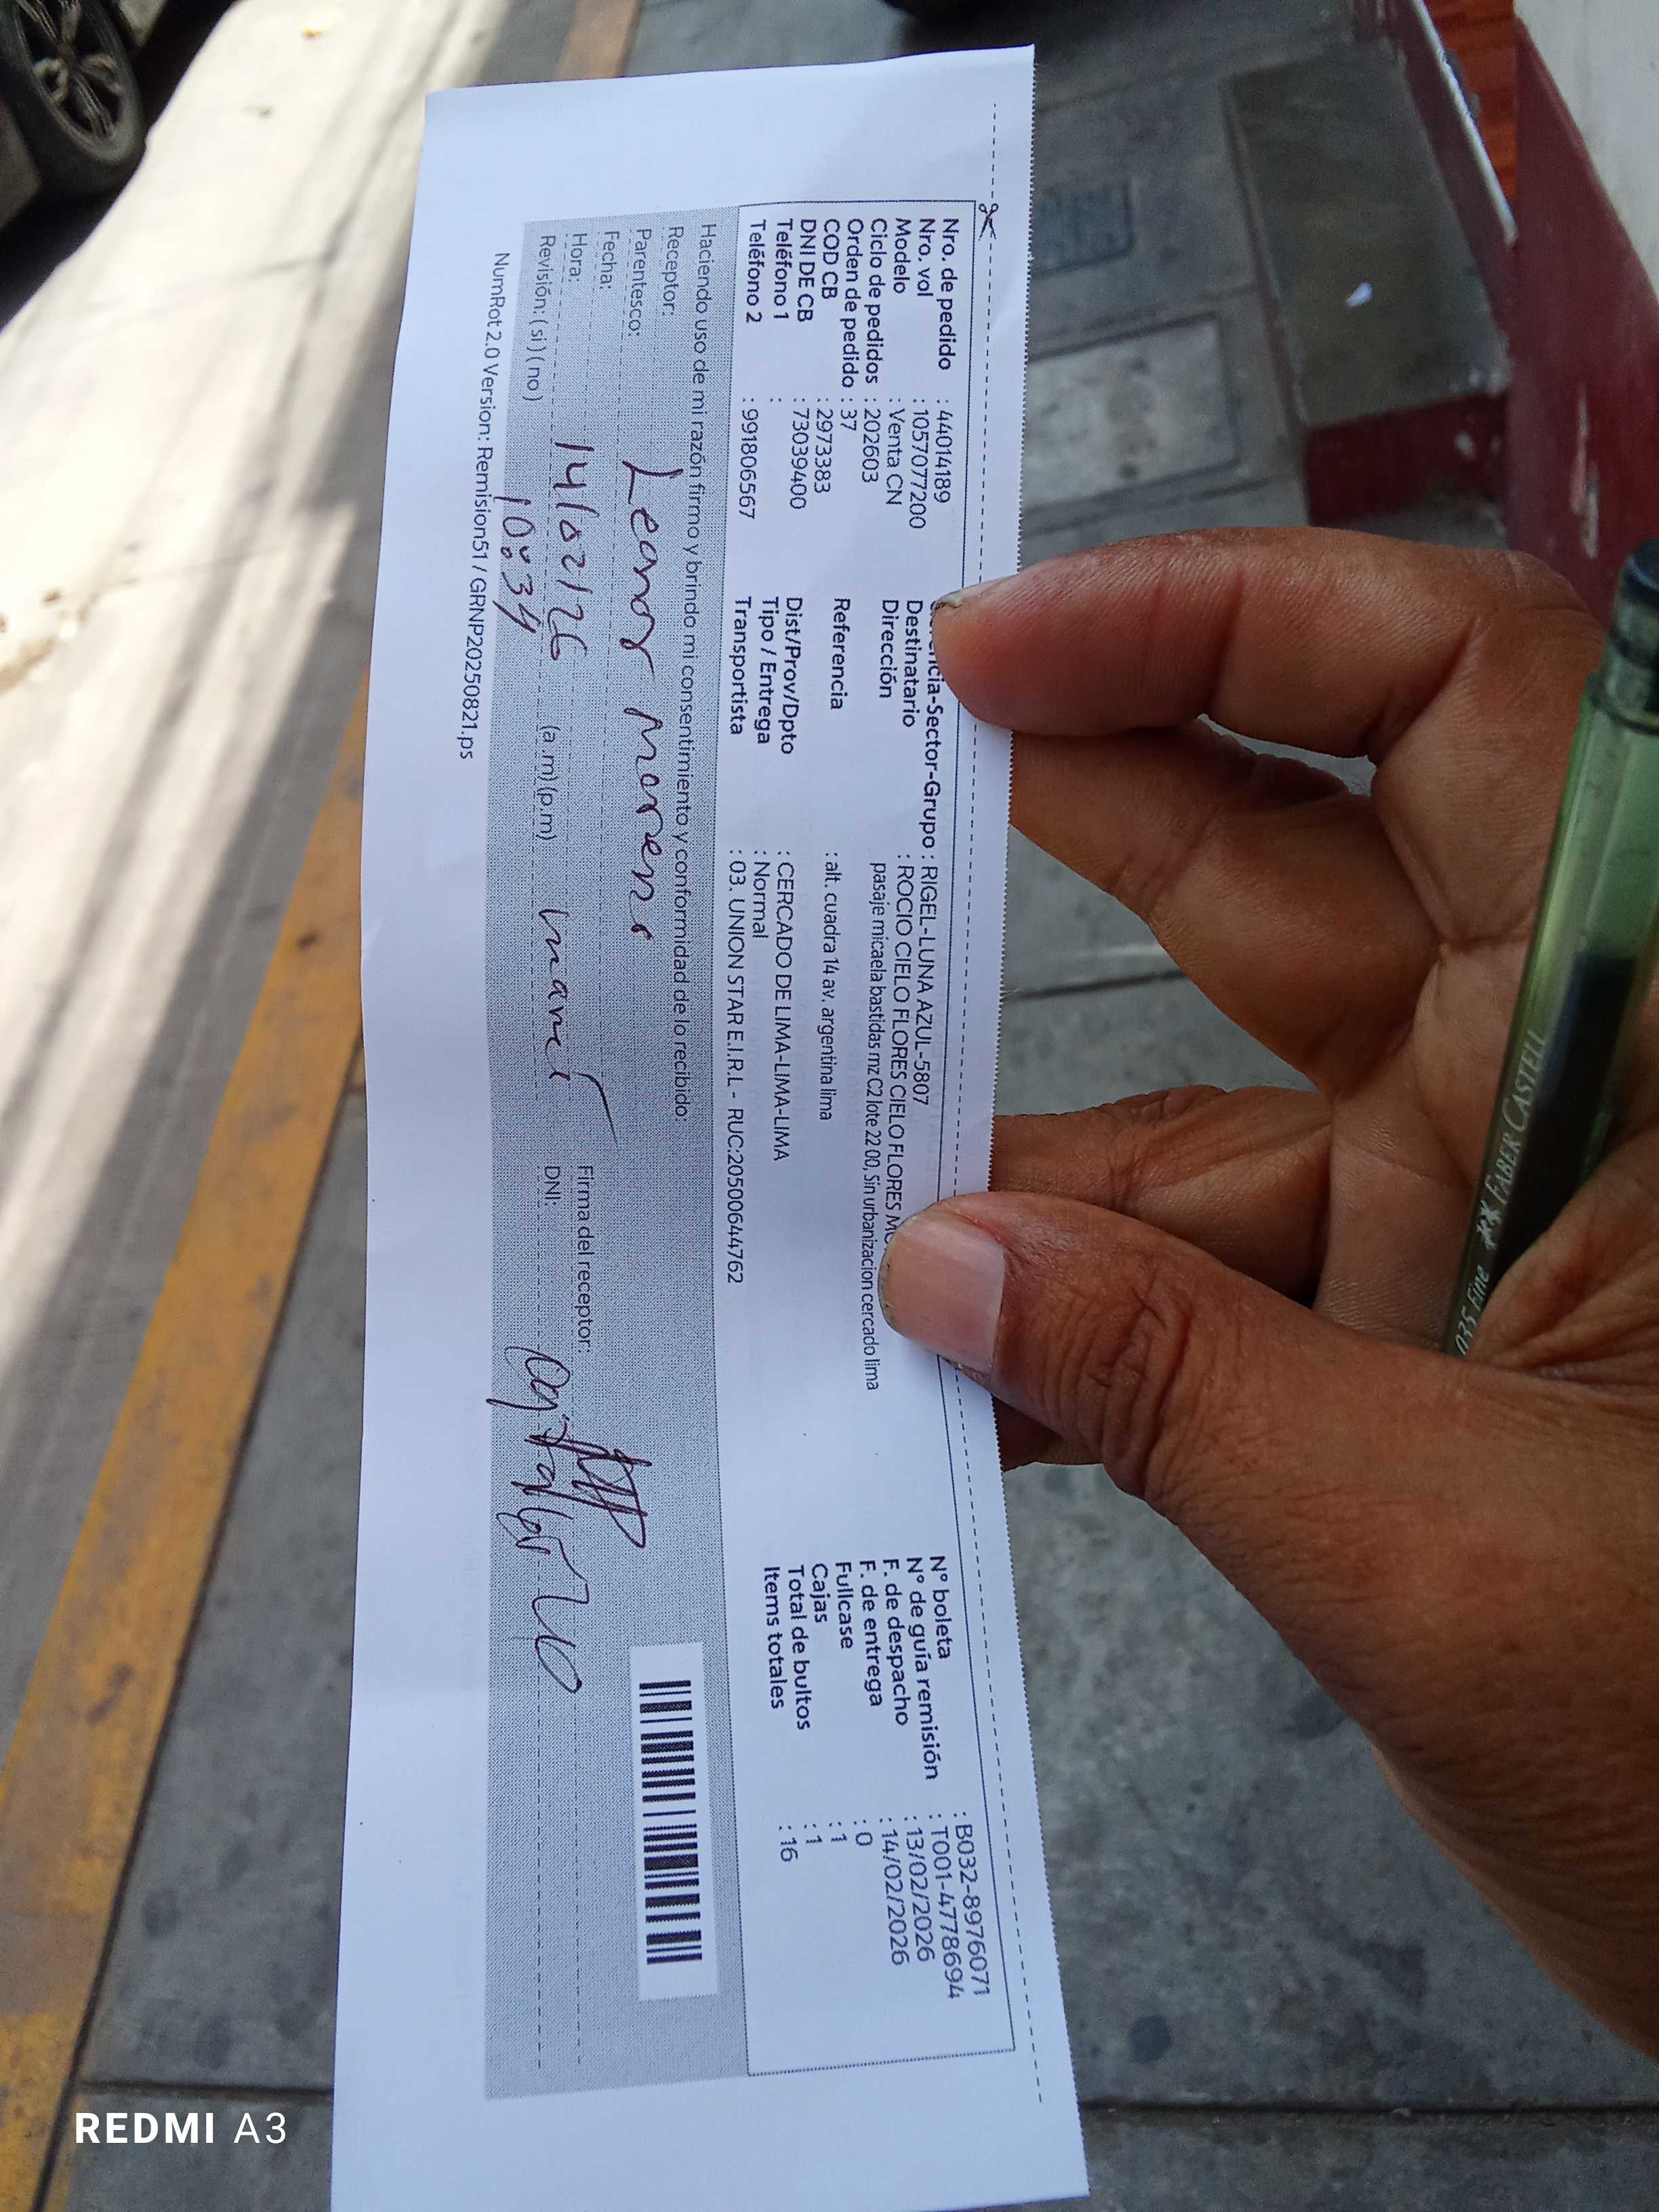 Nro. de pedido : 44014189
Nro. vol : 1057077200
Modelo : Venta CN
Ciclo de pedidos : 202603
Orden de pedido : 37
COD CB : 2973383
DNI DE CB : 73039400
Teléfono 1 :
Teléfono 2 : 991806567
-Sector-Grupo : RIGEL-LUNA AZUL-5807
Destinatario : ROCIO CIELO FLORES CIELO FLORES
Dirección pasaje micaela bastidas mz C2 lote 22 00, Sin urbanizacion cercado lima
Referencia : alt. cuadra 14 av. argentina lima
Dist/Prov/Dpto : CERCADO DE LIMA-LIMA-LIMA
Tipo / Entrega : Normal
Transportista : 03. UNION STAR E.I.R.L - RUC:20500644762
Nº boleta : B032-8976071
Nº de guía remisión : T001-4778694
F. de despacho : 13/02/2026
F. de entrega : 14/02/2026
Fullcase : 0
Cajas : 1
Total de bultos : 1
Items totales : 16
Haciendo uso de mi razón firmo y brindo mi consentimiento y conformidad de lo recibido:
Receptor: Leonor moreno
Parentesco: mamá
Fecha: 14/02/26
Hora: 10:34 (a.m) (p.m)
Revisión: ( si ) ( no )
Firma del receptor:
DNI:
NumRot 2.0 Version: Remision51 / GRNP20250821.ps
FABER CASTELL
035 Fine
REDMI A3